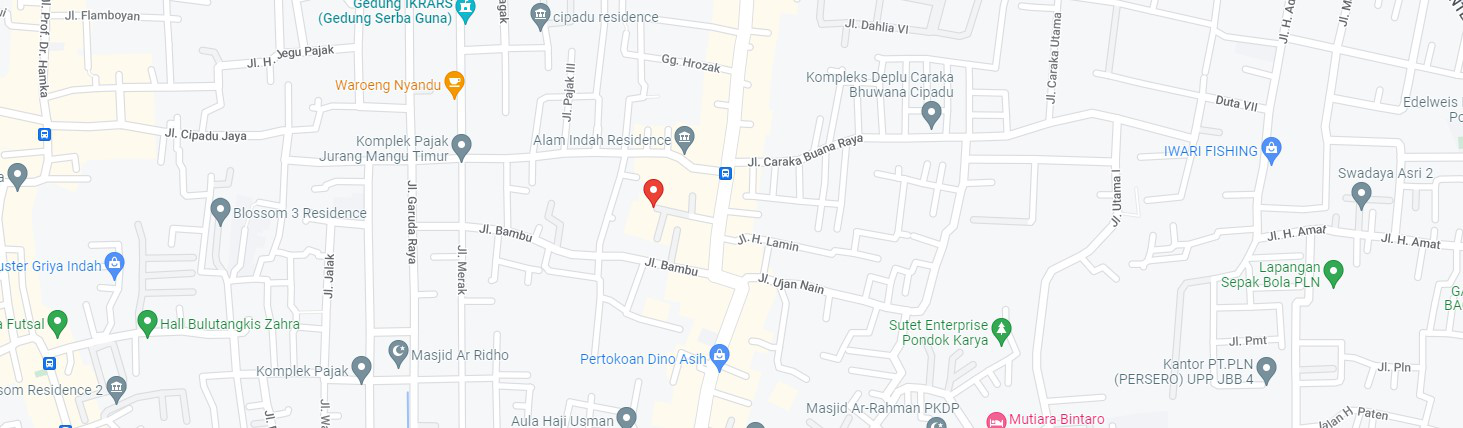 Gedung IKRARS
(Gedung Serba Guna)
cipadu residence
Jl. Flamboyan
Jl. Prof. Dr. Hamka
Jl. H. Jegu Pajak
Waroeng Nyandu
Jl. Cipadu Jaya
Jl. Pajak III
Gg. Hrozak
Jl. Dahlia VI
Kompleks Deplu Caraka
Bhuwana Cipadu
Jl. Caraka Utama
Duta VII
Edelweis
Komplek Pajak
Jurang Mangu Timur
Alam Indah Residence
Jl. Caraka Buana Raya
IWARI FISHING
Swadaya Asri 2
Jl. Utama I
Blossom 3 Residence
Jl. Garuda Raya
Jl. Bambu
Jl. H. Lamin
Jl. H. Amat
Jl. H. Amat
uster Griya Indah
Jl. Jalak
Jl. Merak
Jl. Bambu
Jl. Ujan Nain
Lapangan
Sepak Bola PLN
a Futsal
Hall Bulutangkis Zahra
Sutet Enterprise
Pondok Karya
Jl. Pmt
Masjid Ar Ridho
Pertokoan Dino Asih
Komplek Pajak
Kantor PT.PLN
(PERSERO) UPP JBB 4
Jl. Pln
som Residence 2
Aula Haji Usman
Masjid Ar-Rahman PKDP
Mutiara Bintaro
Jalan H
Paten